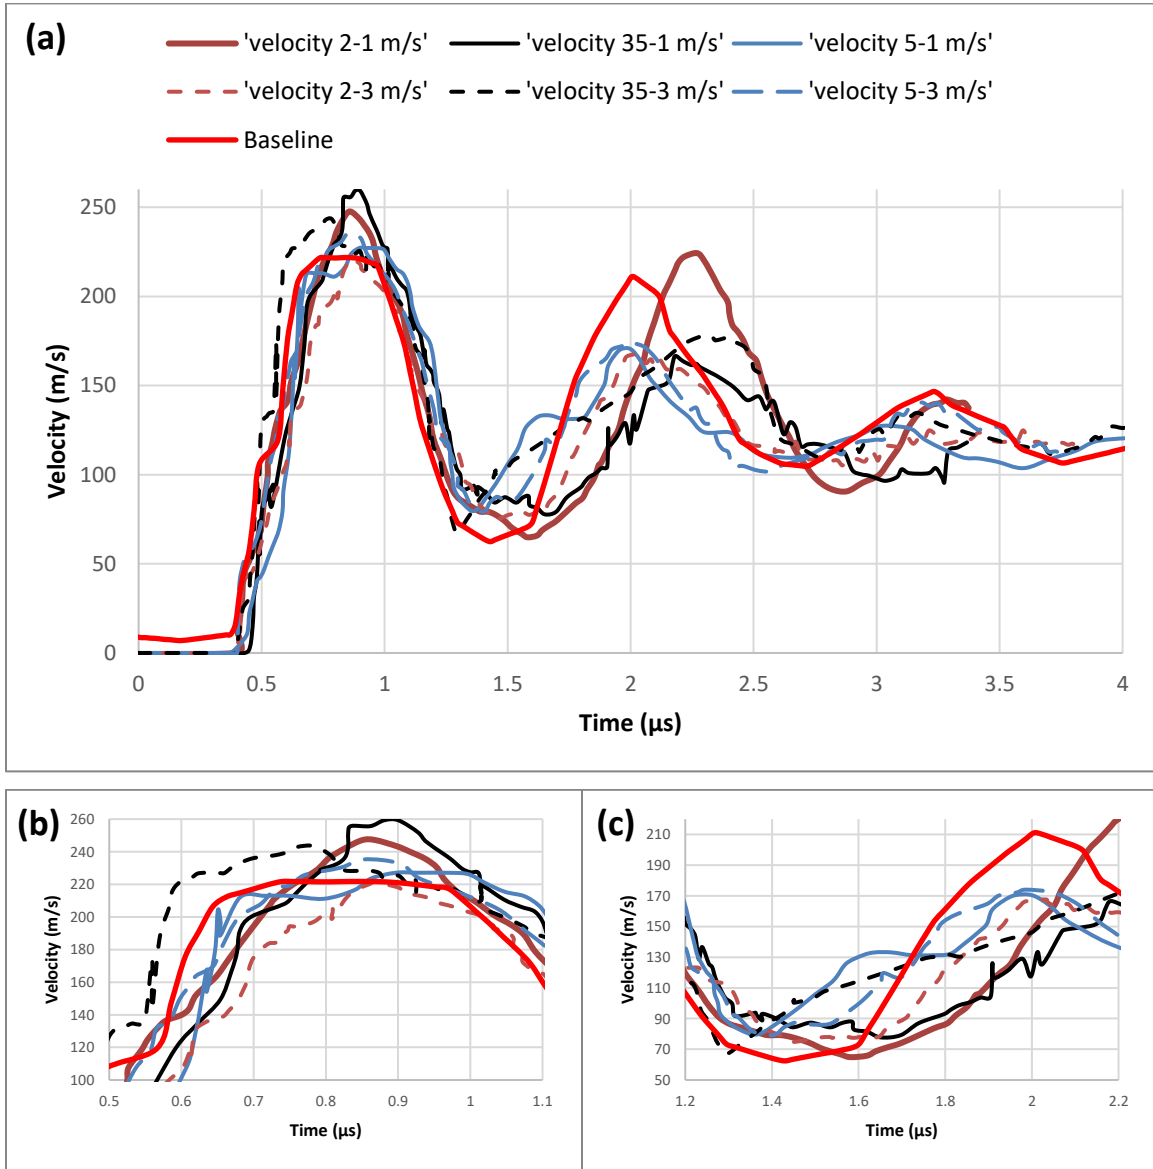 (a)
'velocity 2-1 m/s' 'velocity 35-1 m/s' 'velocity 5-1 m/s'
'velocity 2-3 m/s' 'velocity 35-3 m/s' 'velocity 5-3 m/s'
Baseline
Velocity (m/s)
250
200
150
100
50
0
0 0.5 1 1.5 2 2.5 3 3.5 4
Time (μs)
(b)
Velocity (m/s)
260
240
220
200
180
160
140
120
100
0.5 0.6 0.7 0.8 0.9 1 1.1
Time (μs)
(c)
Velocity (m/s)
210
190
170
150
130
110
90
70
50
1.2 1.4 1.6 1.8 2 2.2
Time (μs)